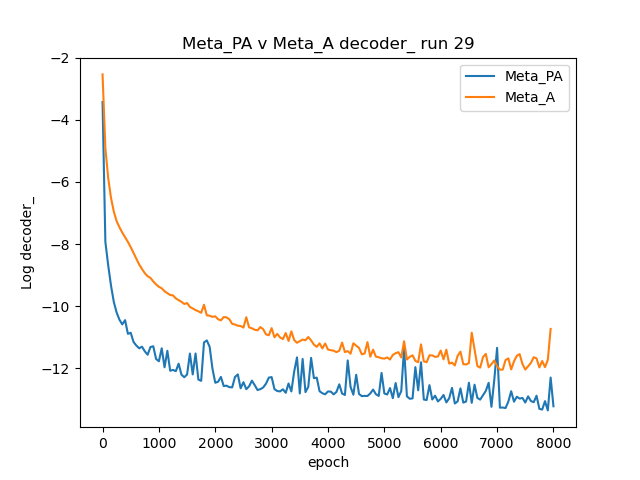 Meta_PA v Meta_A decoder_ run 29
Meta_PA
Meta_A
Log decoder_
−2
−4
−6
−8
−10
−12
0 1000 2000 3000 4000 5000 6000 7000 8000
epoch